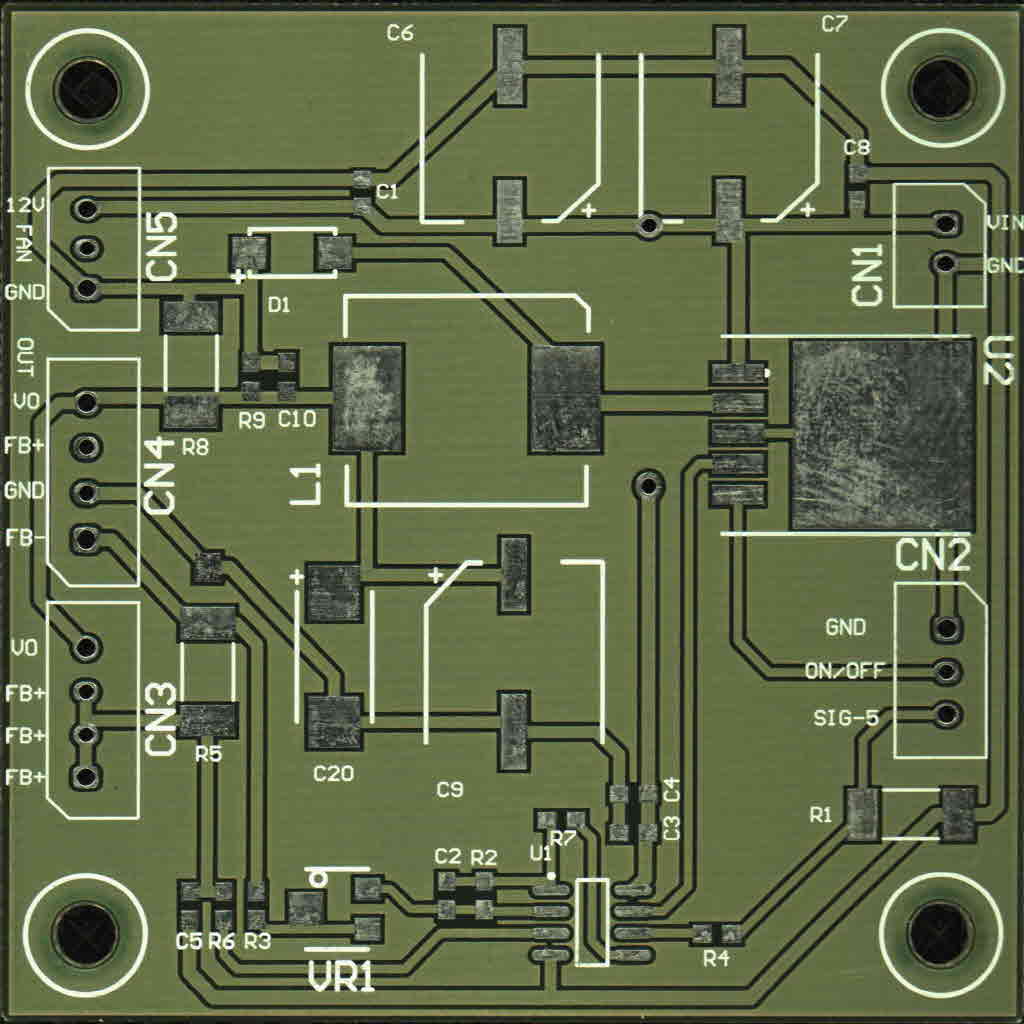 C6
C7
C8
C1
12V
FAN
CN5
VIN
CN1
GND
GND
D1
OUT
U2
VO
R9
C10
FB+
R8
CN4
GND
L1
FB-
CN2
GND
VO
ON/OFF
FB+
CN3
SIG-5
FB+
R5
FB+
C20
C9
C4
R1
C3
R7
U1
C2
R2
C5
R6
R3
R4
VR1